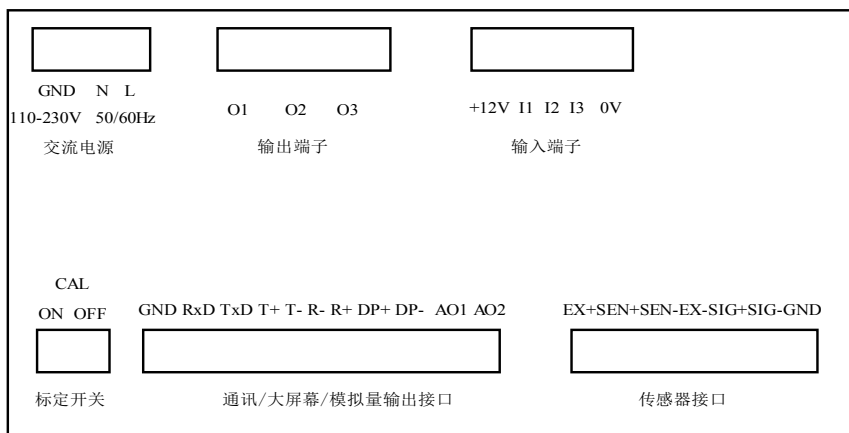 GND N L
110-230V 50/60Hz
交流电源
O1 O2 O3
输出端子
+12V I1 I2 I3 0V
输入端子
CAL
ON OFF
标定开关
GND RxD TxD T+ T- R- R+ DP+ DP- AO1 AO2
通讯/大屏幕/模拟量输出接口
EX+SEN+SEN-EX-SIG+SIG-GND
传感器接口